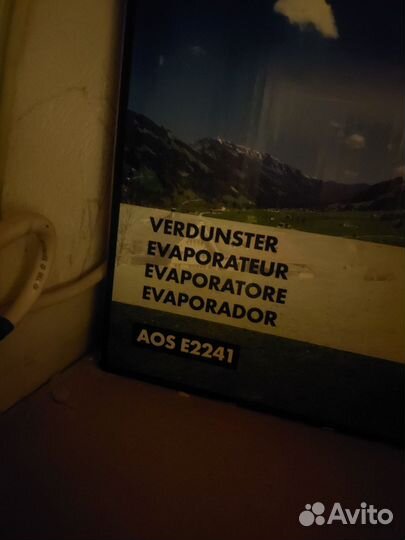 VERDUNSTER
EVAPORATEUR
EVAPORATORE
EVAPORADOR
AOS E2241
Avito